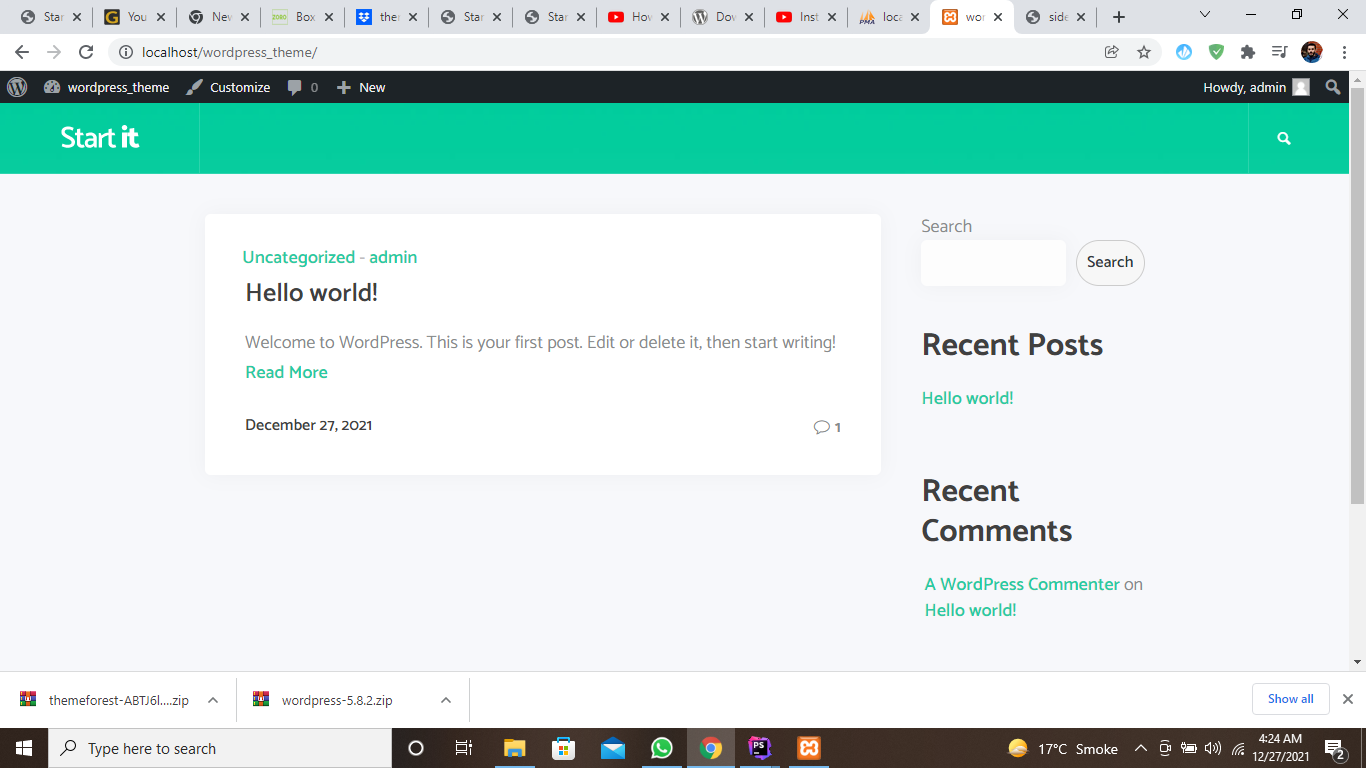 Star
You
New
Box
ther
Star
Star
How
Dov
Inst
loca
wor
side
localhost/wordpress_theme/
wordpress_theme Customize 0 New Howdy, admin
Start it
Uncategorized - admin
Hello world!
Welcome to WordPress. This is your first post. Edit or delete it, then start writing!
Read More
December 27, 2021 1
Search
Search
Recent Posts
Hello world!
Recent
Comments
A WordPress Commenter on
Hello world!
themeforest-ABTJ6l....zip wordpress-5.8.2.zip Show all
Type here to search
17°C Smoke
4:24 AM
12/27/2021
2